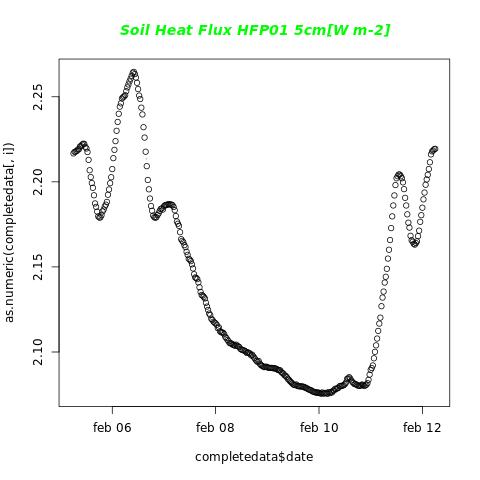 Soil Heat Flux HFP01 5cm[W m-2]
as.numeric(completedata[, i])
2.25
2.20
2.15
2.10
feb 06
feb 08
feb 10
feb 12
completedata$date